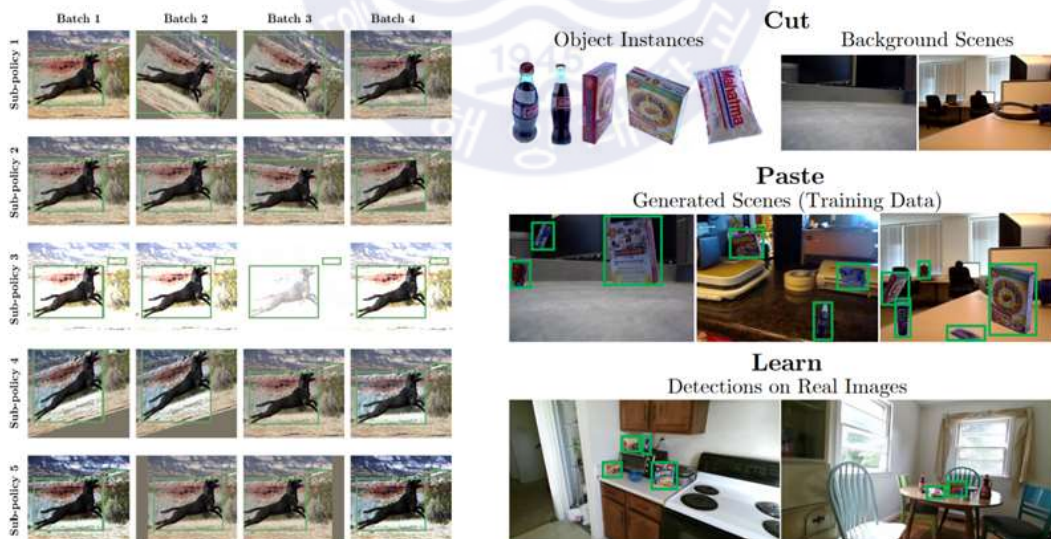 Batch 1
Batch 2
Batch 3
Batch 4
Sub-policy 1
Sub-policy 2
Sub-policy 3
Sub-policy 4
Sub-policy 5
Cut
Object Instances
Background Scenes
Mahatma
Paste
Generated Scenes (Training Data)
Learn
Detections on Real Images
1946